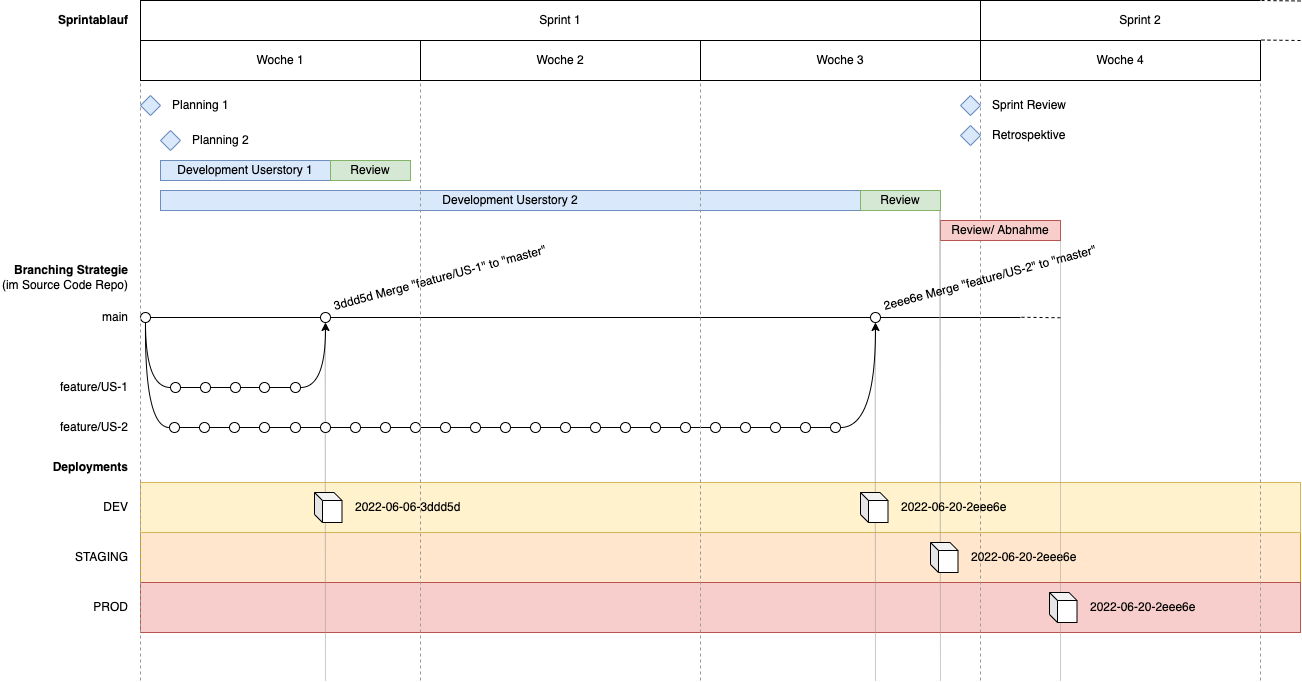 Sprintablauf
Sprint 1
Sprint 2
Woche 1
Woche 2
Woche 3
Woche 4
Planning 1
Sprint Review
Planning 2
Retrospektive
Development Userstory 1
Review
Development Userstory 2
Review
Review/ Abnahme
Branching Strategie
(im Source Code Repo)
3ddd5d Merge "feature/US-1" to "master"
2eee6e Merge "feature/US-2" to "master"
main
feature/US-1
feature/US-2
Deployments
DEV
2022-06-06-3ddd5d
2022-06-20-2eee6e
STAGING
2022-06-20-2eee6e
PROD
2022-06-20-2eee6e